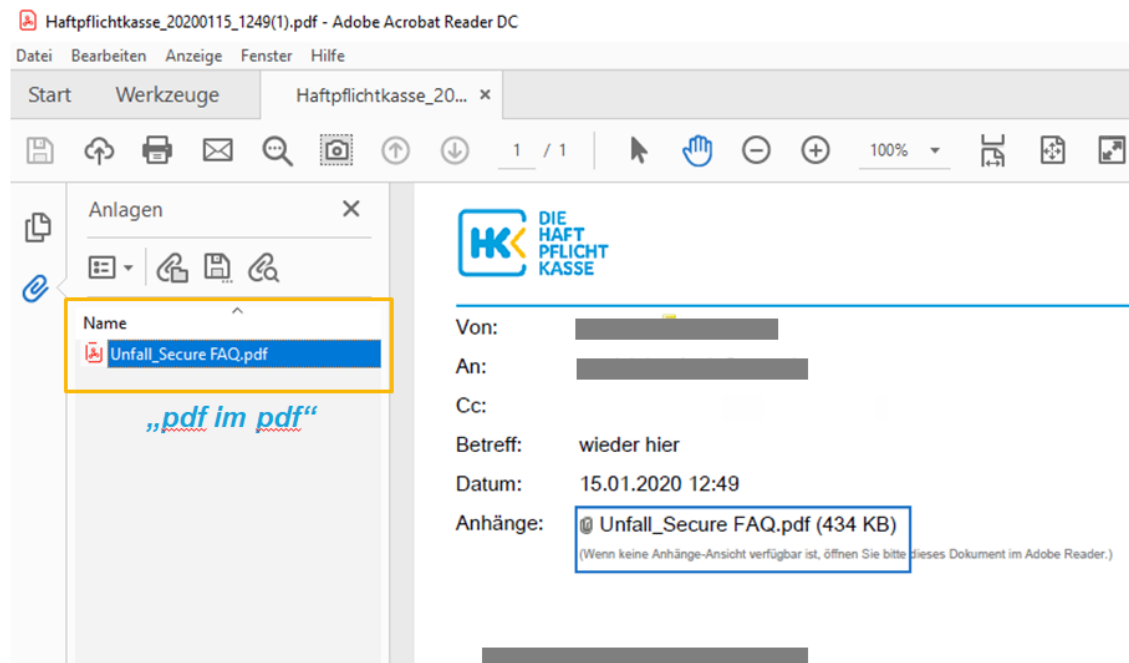 Haftpflichtkasse_20200115_1249(1).pdf - Adobe Acrobat Reader DC
Datei Bearbeiten Anzeige Fenster Hilfe
Start Werkzeuge Haftpflichtkasse_20... ×
1 / 1 100%
Anlagen
Name
Unfall_Secure FAQ.pdf
„pdf im pdf“
HK
DIE
HAFT
PFLICHT
KASSE
Von:
An:
Cc:
Betreff: wieder hier
Datum: 15.01.2020 12:49
Anhänge: Unfall_Secure FAQ.pdf (434 KB)
(Wenn keine Anhänge-Ansicht verfügbar ist, öffnen Sie bitte dieses Dokument im Adobe Reader.)